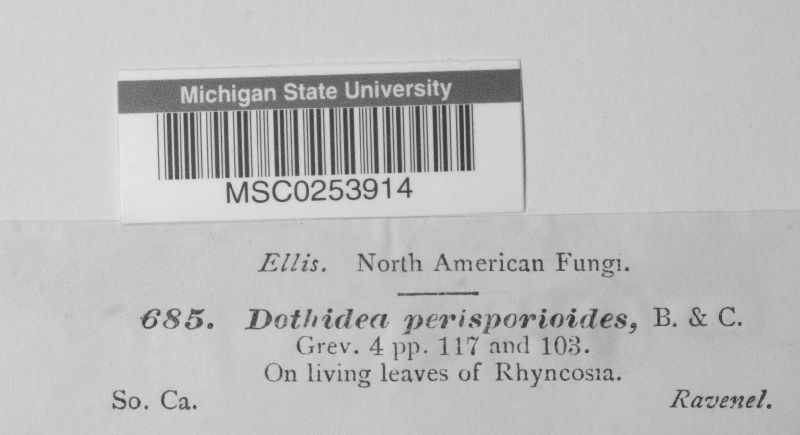 Michigan State University
MSC0253914
Ellis. North American Fungi.
685. Dothidea perisporioides, B. & C.
Grev. 4 pp. 117 and 103.
On living leaves of Rhyncosia.
So. Ca. Ravenel.